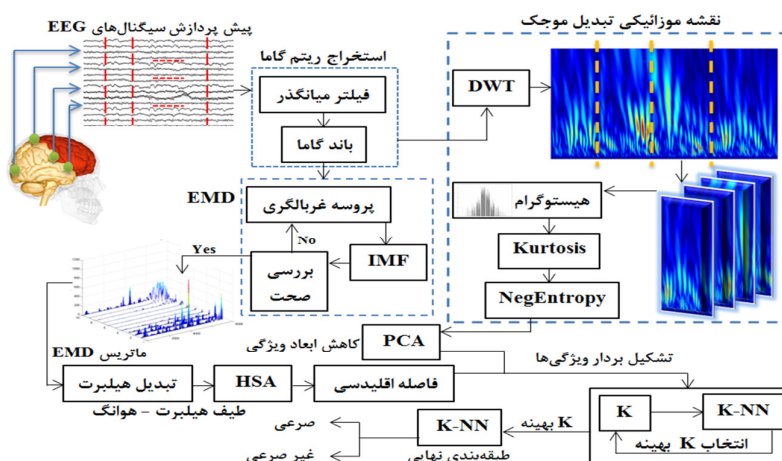 پیش پردازش سیگنال‌های EEG
نقشه موزائیکی تبدیل موجک
استخراج ریتم گاما
فیلتر میانگذر
باند گاما
DWT
EMD
پروسه غربالگری
No
Yes
IMF
بررسی
صحت
هیستوگرام
Kurtosis
NegEntropy
ماتریس EMD
کاهش ابعاد ویژگی
PCA
تشکیل بردار ویژگی‌ها
تبدیل هیلبرت
HSA
فاصله اقلیدسی
طیف هیلبرت – هوانگ
K
K-NN
انتخاب K بهینه
K بهینه
K-NN
طبقه‌بندی نهایی
صرعی
غیر صرعی